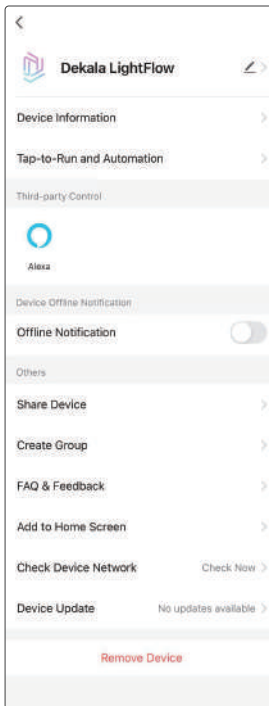 Dekala LightFlow
Device Information
Tap-to-Run and Automation
Third-party Control
Alexa
Device Offline Notification
Offline Notification
Others
Share Device
Create Group
FAQ & Feedback
Add to Home Screen
Check Device Network Check Now
Device Update No updates available
Remove Device